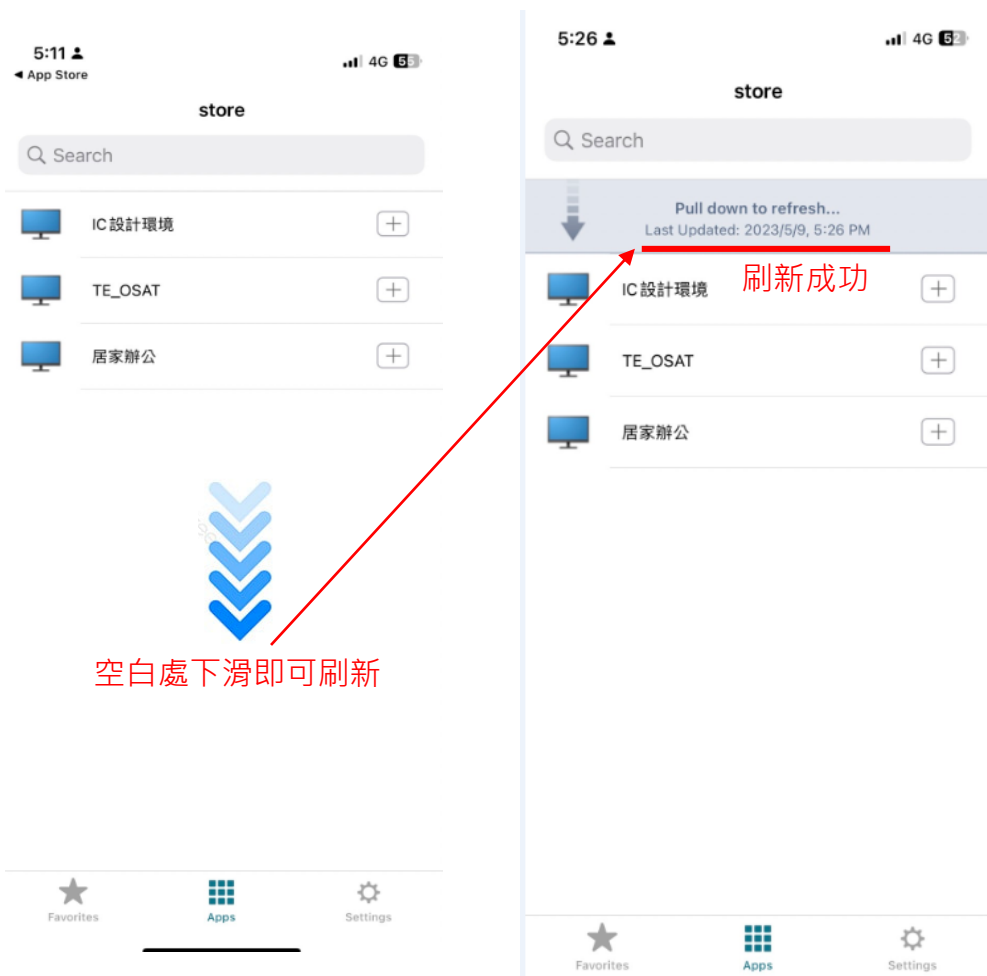 5:11
4G 55
◀ App Store
store
Search
IC設計環境
TE_OSAT
居家辦公
空白處下滑即可刷新
Favorites
Apps
Settings
5:26
4G 52
store
Search
Pull down to refresh...
Last Updated: 2023/5/9, 5:26 PM
刷新成功
IC設計環境
TE_OSAT
居家辦公
Favorites
Apps
Settings